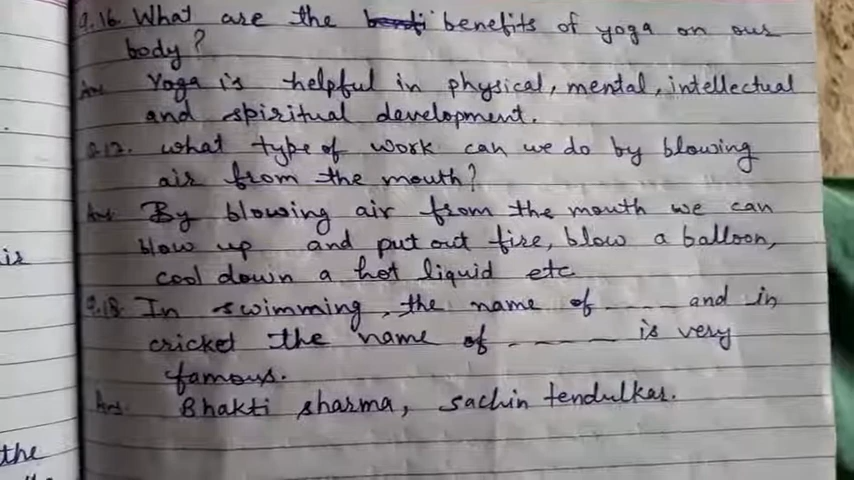 Q.16. What are the benefits of yoga on our
body?
Ans Yoga is helpful in physical, mental, intellectual
and spiritual development.
Q.17. what type of work can we do by blowing
air from the mouth?
Ans By blowing air from the mouth we can
blow up and put out fire, blow a balloon,
is
cool down a hot liquid etc
Q.18. In swimming, the name of ---- and in
cricket the name of ----- is very
famous.
Ans. Bhakti sharma, sachin tendulkar.
the